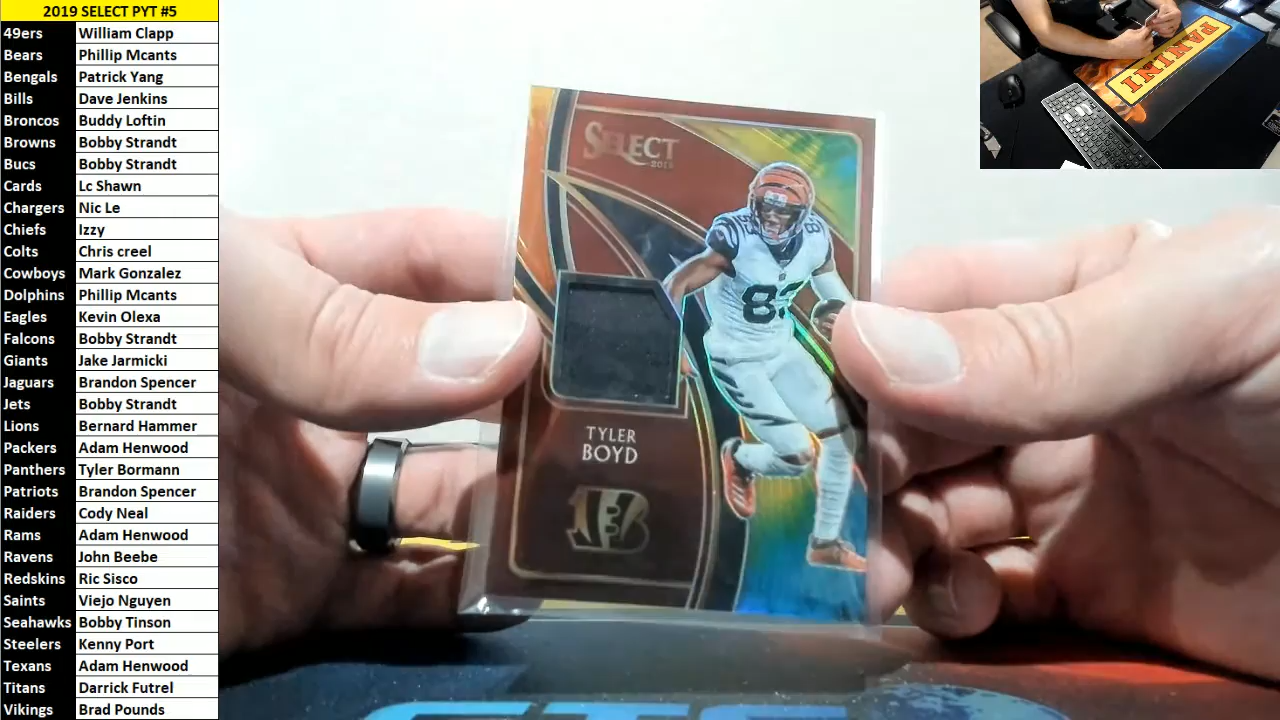 2019 SELECT PYT #5
49ers William Clapp
Bears Phillip Mcants
Bengals Patrick Yang
Bills Dave Jenkins
Broncos Buddy Loftin
Browns Bobby Strandt
Bucs Bobby Strandt
Cards Lc Shawn
Chargers Nic Le
Chiefs Izzy
Colts Chris creel
Cowboys Mark Gonzalez
Dolphins Phillip Mcants
Eagles Kevin Olexa
Falcons Bobby Strandt
Giants Jake Jarmicki
Jaguars Brandon Spencer
Jets Bobby Strandt
Lions Bernard Hammer
Packers Adam Henwood
Panthers Tyler Bormann
Patriots Brandon Spencer
Raiders Cody Neal
Rams Adam Henwood
Ravens John Beebe
Redskins Ric Sisco
Saints Viejo Nguyen
Seahawks Bobby Tinson
Steelers Kenny Port
Texans Adam Henwood
Titans Darrick Futrel
Vikings Brad Pounds
SELECT
2019
83
TYLER
BOYD
B
PANINI